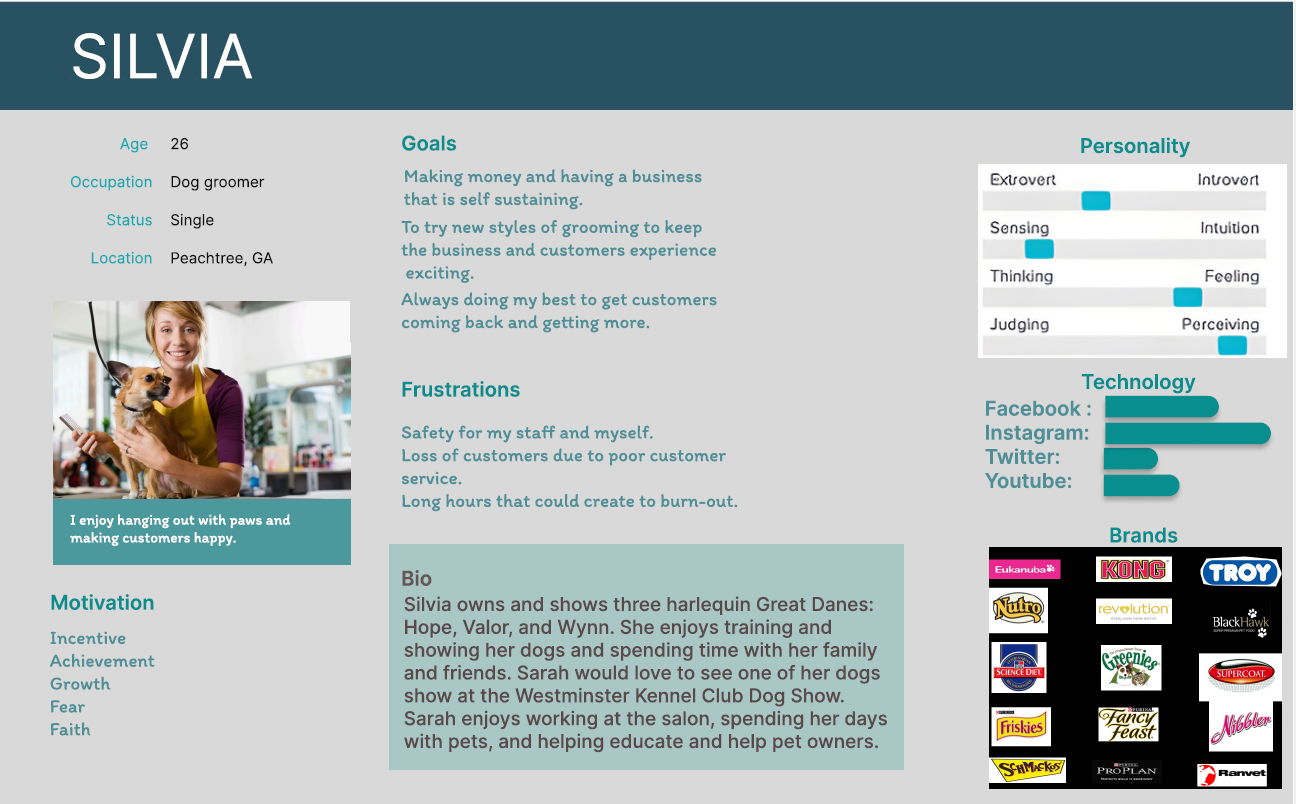 SILVIA
Age 26
Occupation Dog groomer
Status Single
Location Peachtree, GA
I enjoy hanging out with paws and
making customers happy.
Motivation
Incentive
Achievement
Growth
Fear
Faith
Goals
Making money and having a business
that is self sustaining.
To try new styles of grooming to keep
the business and customers experience
exciting.
Always doing my best to get customers
coming back and getting more.
Frustrations
Safety for my staff and myself.
Loss of customers due to poor customer
service.
Long hours that could create to burn-out.
Bio
Silvia owns and shows three harlequin Great Danes:
Hope, Valor, and Wynn. She enjoys training and
showing her dogs and spending time with her family
and friends. Sarah would love to see one of her dogs
show at the Westminster Kennel Club Dog Show.
Sarah enjoys working at the salon, spending her days
with pets, and helping educate and help pet owners.
Personality
Extrovert Introvert
Sensing Intuition
Thinking Feeling
Judging Perceiving
Technology
Facebook :
Instagram:
Twitter:
Youtube:
Brands
Eukanuba KONG TROY
Nutro revolution BlackHawk
SUPER PREMIUM PET FOOD
SCIENCE DIET Greenies SUPERCOAT
PURINA
Friskies Fancy Feast Nibbler
SCHMACKOS PRO PLAN Ranvet